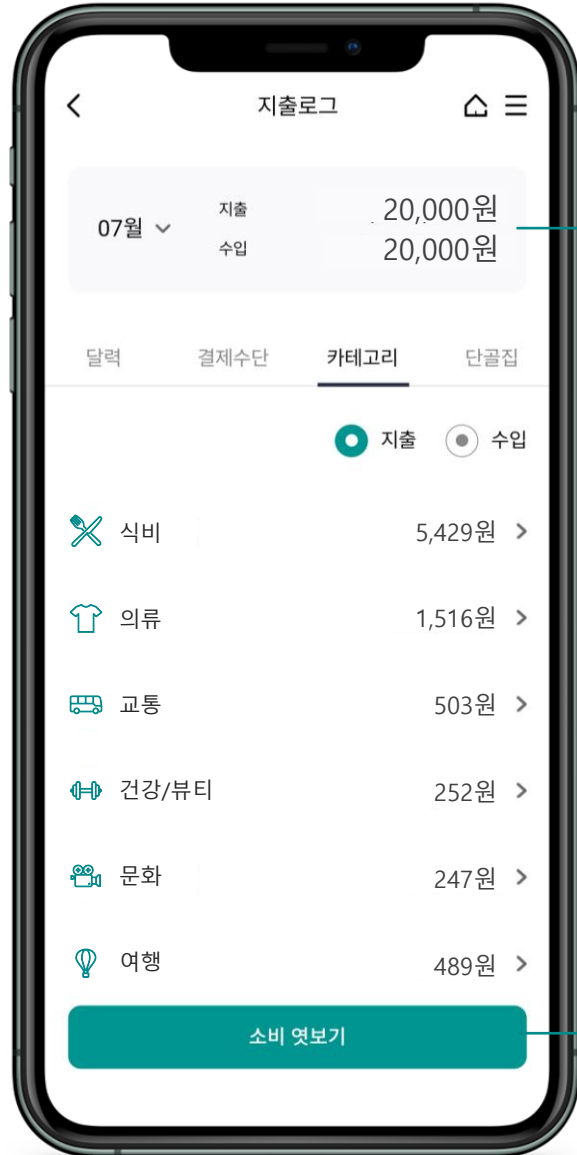 지출로그
07월
지출 20,000원
수입 20,000원
달력 결제수단 카테고리 단골집
지출 수입
식비 5,429원
의류 1,516원
교통 503원
건강/뷰티 252원
문화 247원
여행 489원
소비 엿보기